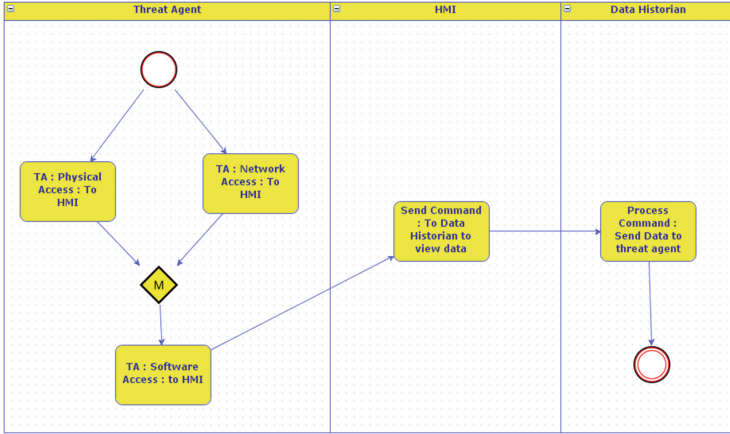 Threat Agent
HMI
Data Historian
TA : Physical
Access : To
HMI
TA : Network
Access : To
HMI
Send Command
: To Data
Historian to
view data
Process
Command :
Send Data to
threat agent
M
TA : Software
Access : to HMI